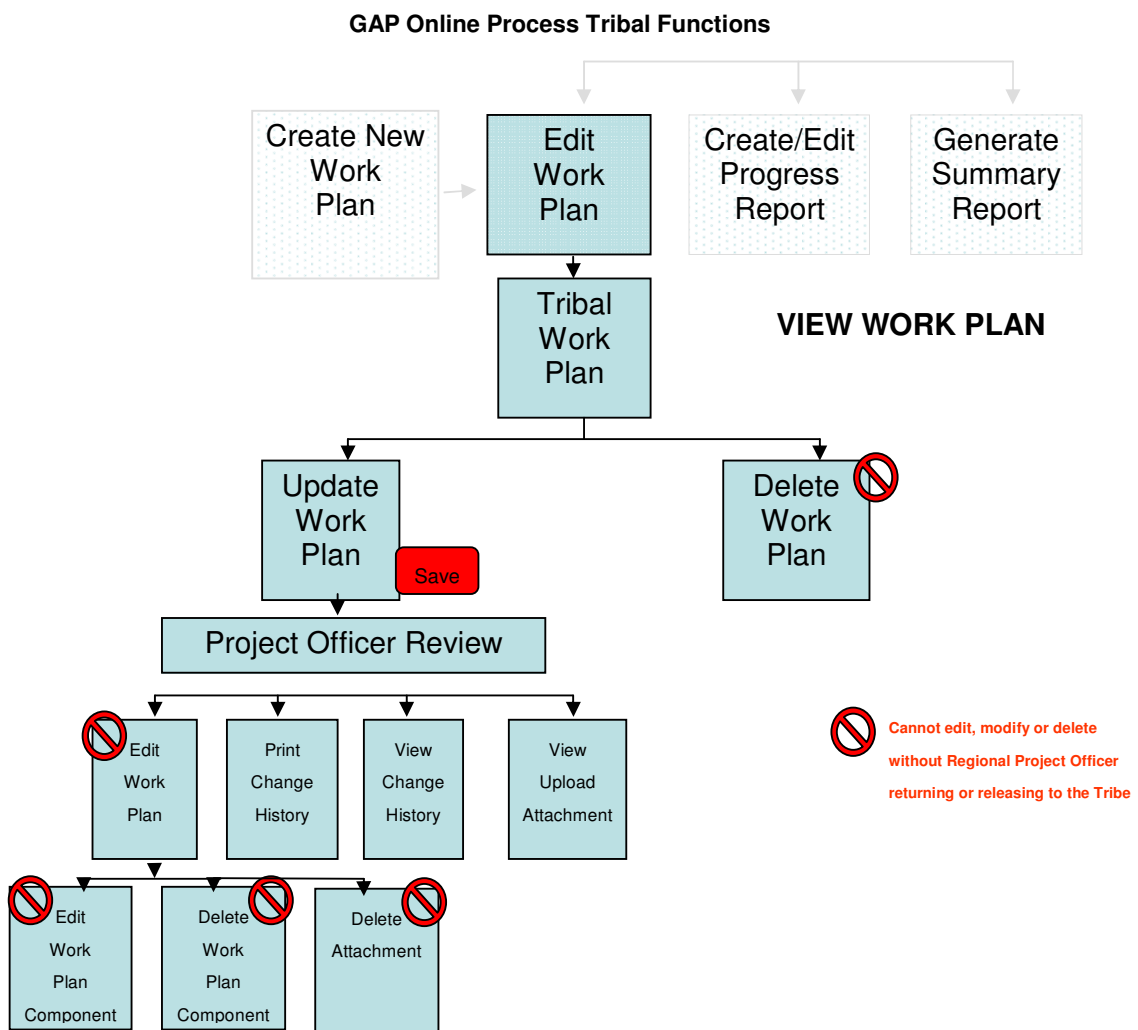 GAP Online Process Tribal Functions
Create New
Work
Plan
Edit
Work
Plan
Create/Edit
Progress
Report
Generate
Summary
Report
Tribal
Work
Plan
VIEW WORK PLAN
Update
Work
Plan
Save
Delete
Work
Plan
Project Officer Review
Edit
Work
Plan
Print
Change
History
View
Change
History
View
Upload
Attachment
Cannot edit, modify or delete
without Regional Project Officer
returning or releasing to the Tribe
Edit
Work
Plan
Component
Delete
Work
Plan
Component
Delete
Attachment